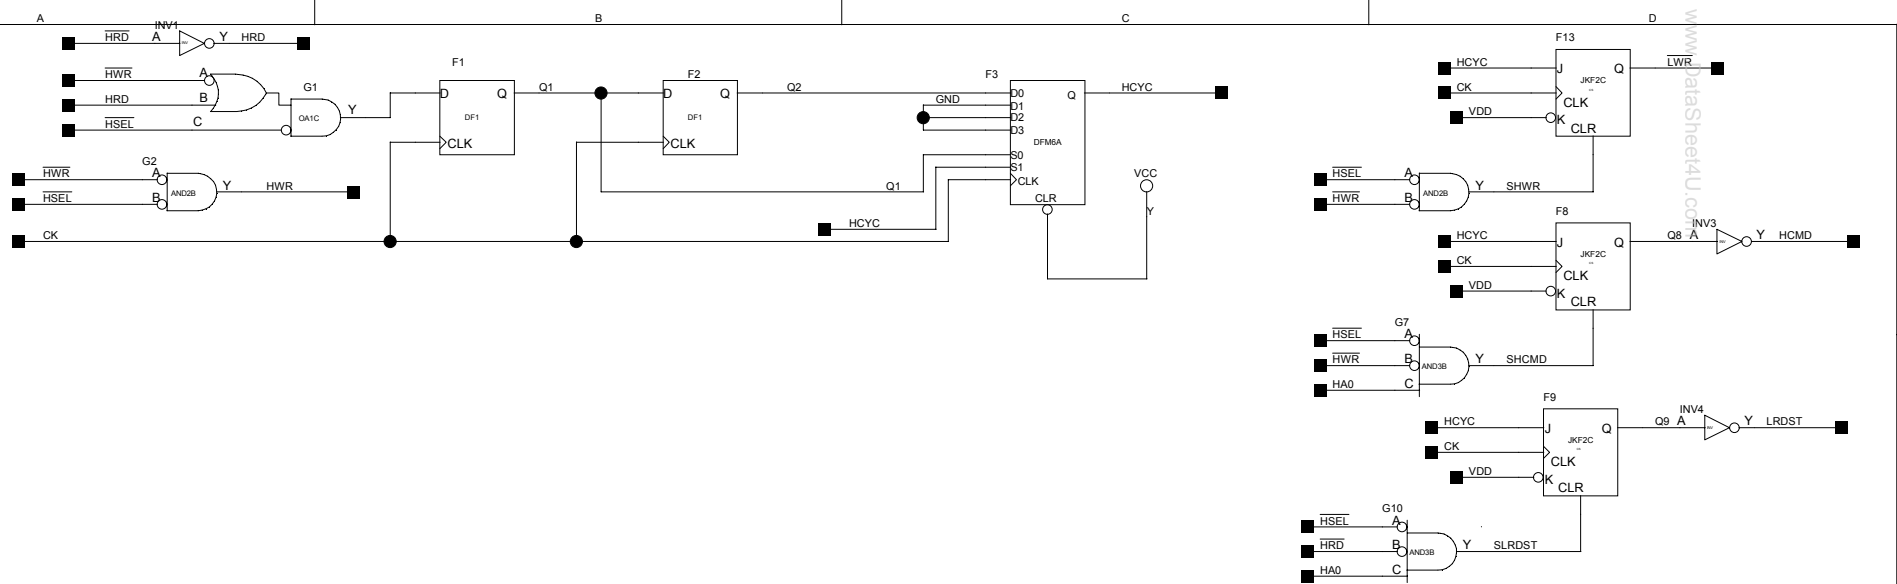 A B C D
INV1
HRD A Y HRD
HWR A
HRD B
HSEL C
G1
OA1C
Y
G2
HWR A
HSEL B
AND2B
Y HWR
CK
F1
D Q
DF1
CLK
Q1
F2
D Q
DF1
CLK
Q2
F3
GND
D0
D1
D2
D3
Q
DFM6A
S0
S1
CLK
CLR
Q1
HCYC
HCYC
VCC
Y
F13
HCYC J
CK CLK
VDD K
JKF2C
Q LWR
CLR
HSEL A
HWR B
AND2B
Y SHWR
F8
HCYC J
CK CLK
VDD K
JKF2C
Q Q8 A
CLR
INV3
Y HCMD
G7
HSEL A
HWR B
HA0 C
AND3B
Y SHCMD
F9
HCYC J
CK CLK
VDD K
JKF2C
Q Q9 A
CLR
INV4
Y LRDST
G10
HSEL A
HRD B
HA0 C
AND3B
Y SLRDST
www.DataSheet4U.com